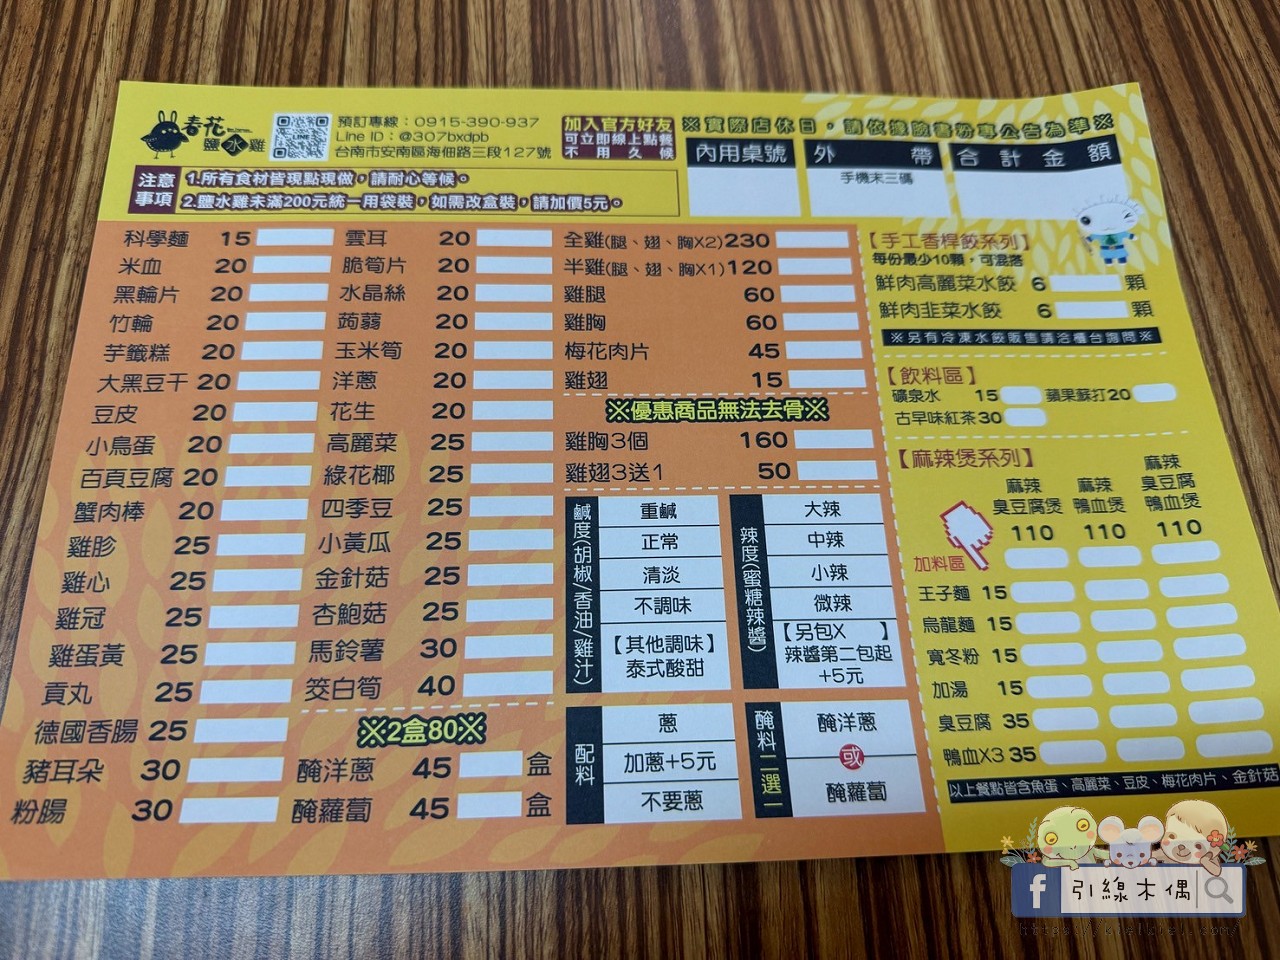 春花
鹽水雞
LINE
預訂專線：0915-390-937
Line ID：@307bxdpb
台南市安南區海佃路三段127號
加入官方好友
可立即線上點餐
不用久候
※實際店休日，請依據臉書粉專公告為準※
內用桌號
外帶
手機末三碼
合計金額
注意事項
1.所有食材皆現點現做，請耐心等候。
2.鹽水雞未滿200元統一用袋裝，如需改盒裝，請加價5元。
科學麵 15
米血 20
黑輪片 20
竹輪 20
芋籤糕 20
大黑豆干 20
豆皮 20
小鳥蛋 20
百頁豆腐 20
蟹肉棒 20
雞胗 25
雞心 25
雞冠 25
雞蛋黃 25
貢丸 25
德國香腸 25
豬耳朵 30
粉腸 30
雲耳 20
脆筍片 20
水晶絲 20
蒟蒻 20
玉米筍 20
洋蔥 20
花生 20
高麗菜 25
綠花椰 25
四季豆 25
小黃瓜 25
金針菇 25
杏鮑菇 25
馬鈴薯 30
筊白筍 40
※2盒80※
醃洋蔥 45 盒
醃蘿蔔 45 盒
全雞(腿、翅、胸X2) 230
半雞(腿、翅、胸X1) 120
雞腿 60
雞胸 60
梅花肉片 45
雞翅 15
※優惠商品無法去骨※
雞胸3個 160
雞翅3送1 50
鹹度(胡椒/香油/雞汁)
重鹹
正常
清淡
不調味
【其他調味】
泰式酸甜
辣度(蜜糖辣醬)
大辣
中辣
小辣
微辣
【另包X　】
辣醬第二包起
+5元
配料
蔥
加蔥+5元
不要蔥
醃料二選一
醃洋蔥
或
醃蘿蔔
【手工香桿餃系列】
每份最少10顆，可混搭
鮮肉高麗菜水餃 6 顆
鮮肉韭菜水餃 6 顆
※另有冷凍水餃販售請洽櫃台詢問※
【飲料區】
礦泉水 15 蘋果蘇打20
古早味紅茶30
【麻辣煲系列】
麻辣
臭豆腐煲
110
麻辣
鴨血煲
110
麻辣
臭豆腐
鴨血煲
110
加料區
王子麵 15
烏龍麵 15
寬冬粉 15
加湯 15
臭豆腐 35
鴨血X3 35
以上餐點皆含魚蛋、高麗菜、豆皮、梅花肉片、金針菇
f 引線木偶